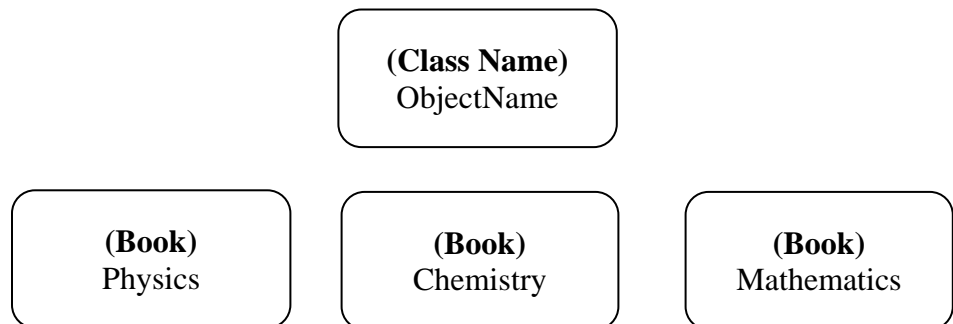 (Class Name)
ObjectName
(Book)
Physics
(Book)
Chemistry
(Book)
Mathematics